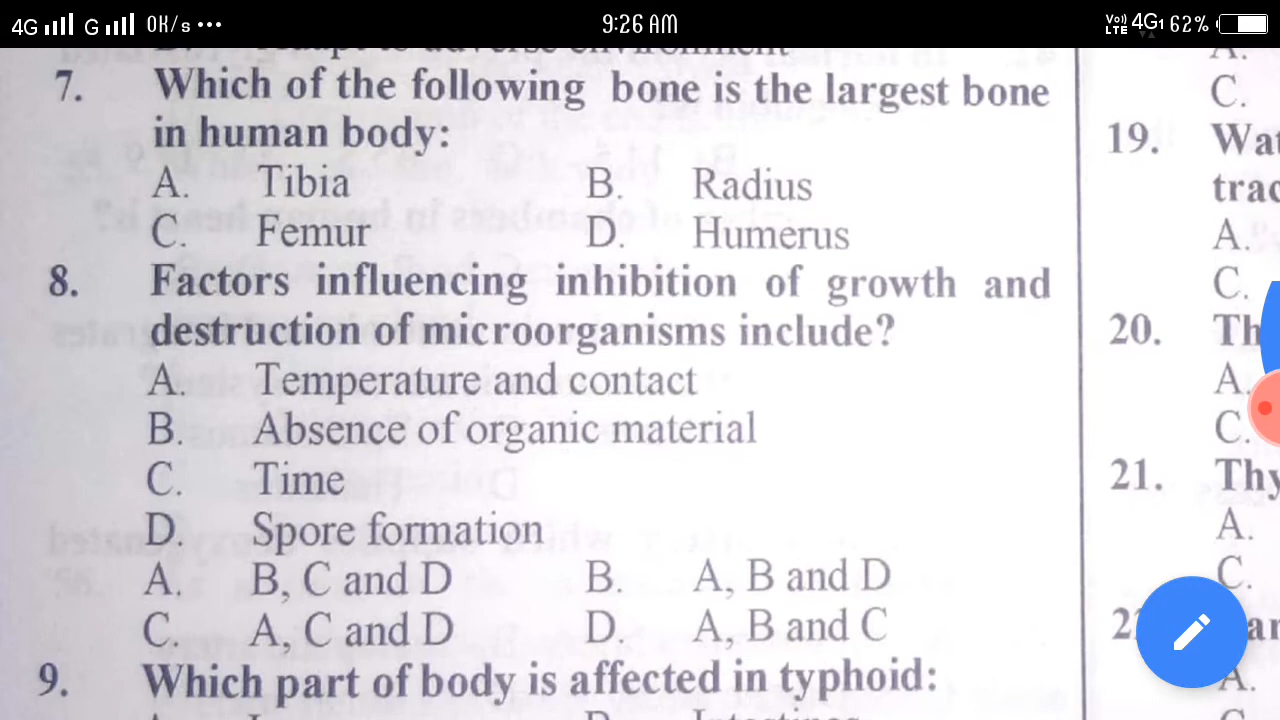 4G G 0K/s ••• 9:26 AM Vo)) LTE 4G1 62%
7. Which of the following bone is the largest bone
in human body:
A. Tibia B. Radius
C. Femur D. Humerus
8. Factors influencing inhibition of growth and
destruction of microorganisms include?
A. Temperature and contact
B. Absence of organic material
C. Time
D. Spore formation
A. B, C and D B. A, B and D
C. A, C and D D. A, B and C
9. Which part of body is affected in typhoid:
A.
C.
19.
A.
C.
20.
A.
C.
21.
A.
C.
A.